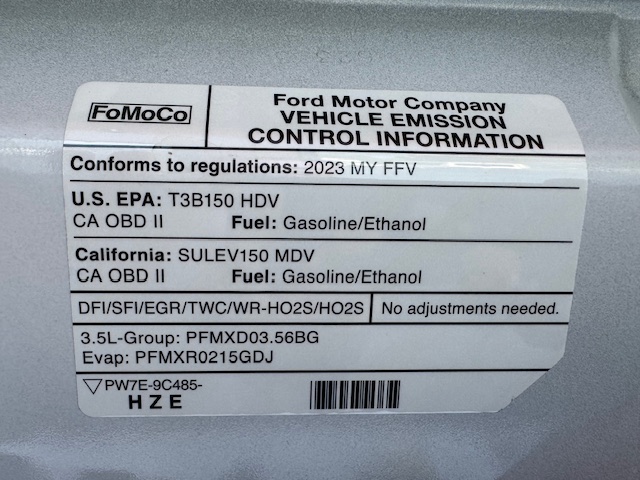 FoMoCo
Ford Motor Company
VEHICLE EMISSION
CONTROL INFORMATION
Conforms to regulations: 2023 MY FFV
U.S. EPA: T3B150 HDV
CA OBD II Fuel: Gasoline/Ethanol
California: SULEV150 MDV
CA OBD II Fuel: Gasoline/Ethanol
DFI/SFI/EGR/TWC/WR-HO2S/HO2S No adjustments needed.
3.5L-Group: PFMXD03.56BG
Evap: PFMXR0215GDJ
PW7E-9C485-
HZE